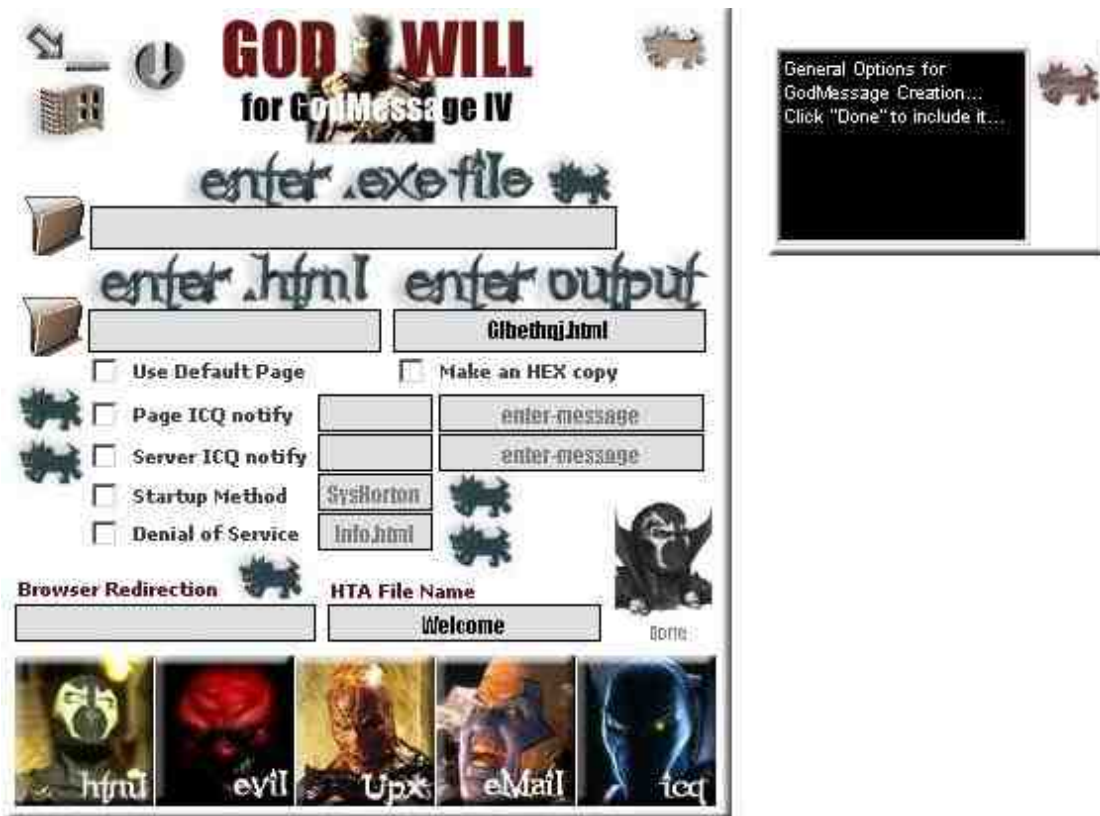 GOD WILL
for GodMessage IV
General Options for
GodMessage Creation...
Click "Done" to include it...
enter .exe file
enter .html enter output
Glbethqj.html
Use Default Page Make an HEX copy
Page ICQ notify enter-message
Server ICQ notify enter-message
Startup Method SysNorton
Denial of Service Info.html
Browser Redirection HTA File Name
Welcome
Done
html evil Upx eMail icq